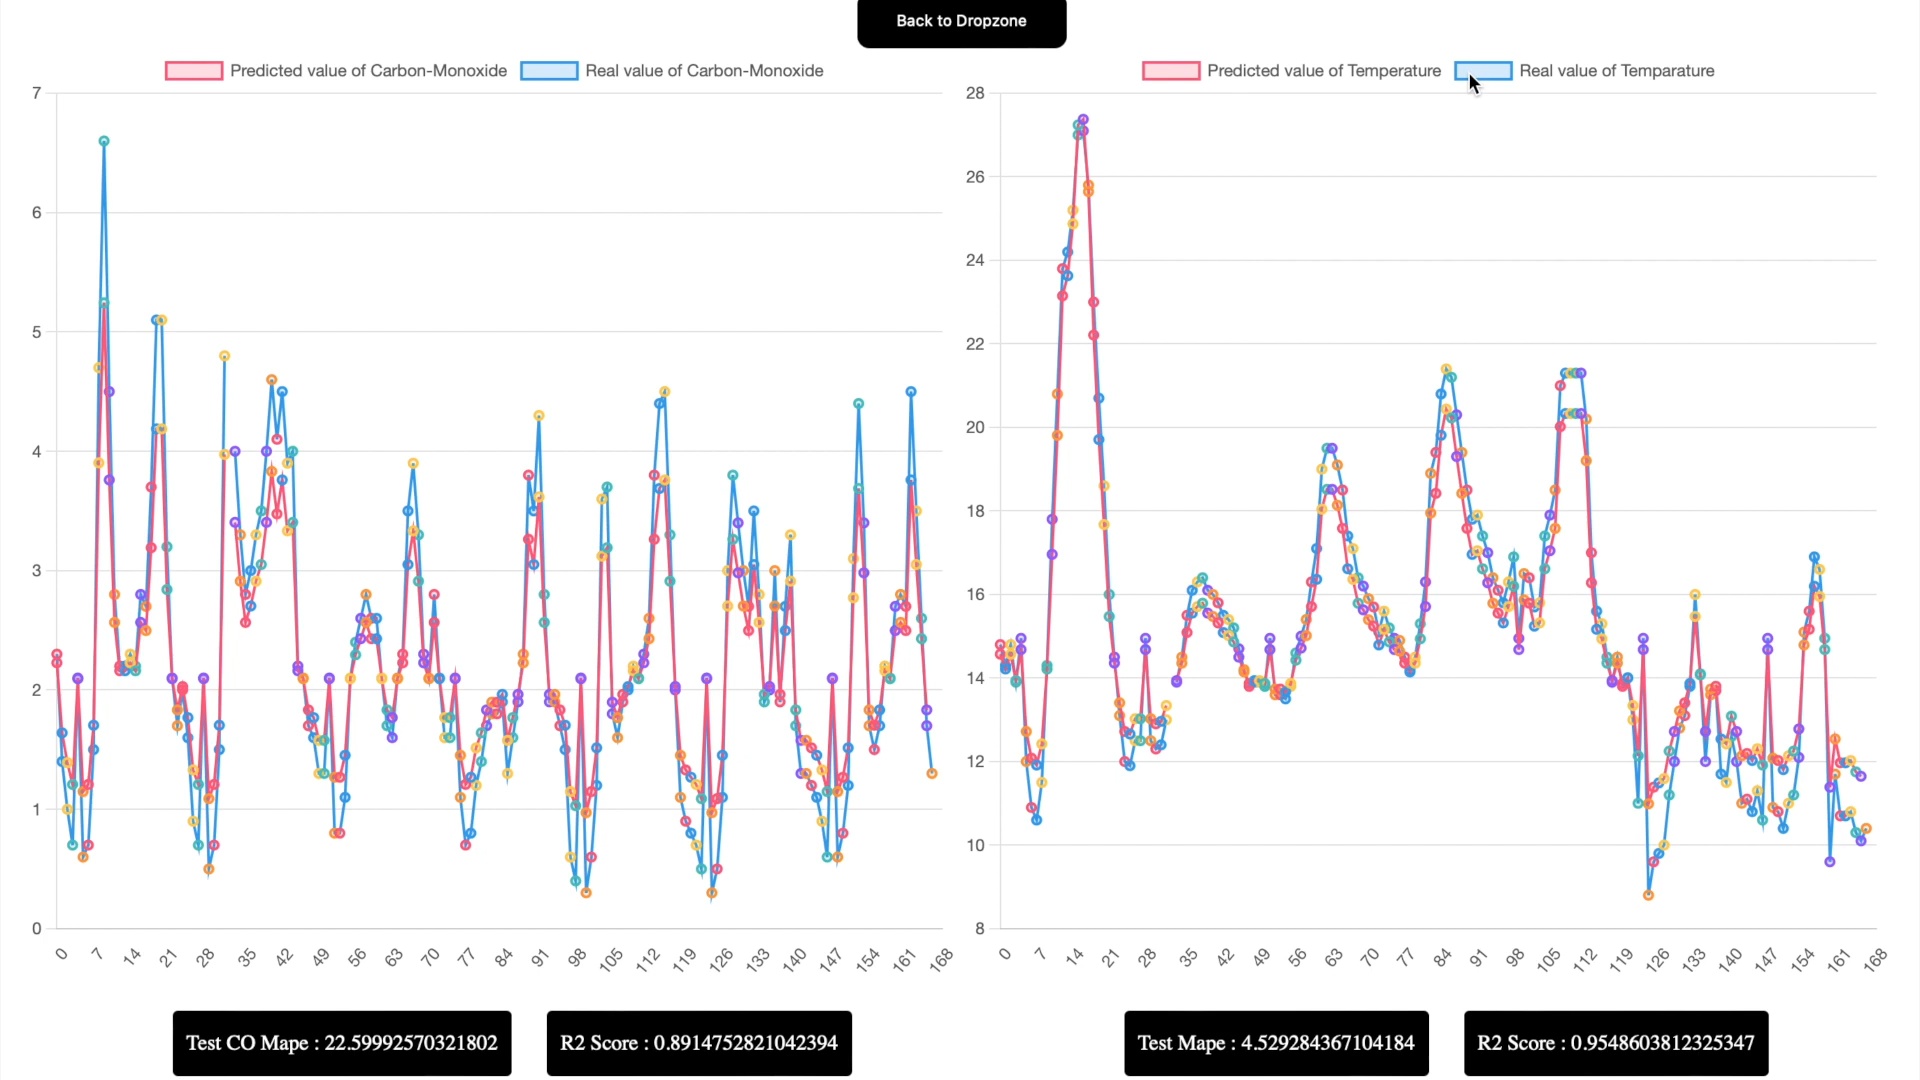 Back to Dropzone
Predicted value of Carbon-Monoxide Real value of Carbon-Monoxide
7
6
5
4
3
2
1
0
0 7 14 21 28 35 42 49 56 63 70 77 84 91 98 105 112 119 126 133 140 147 154 161 168
Test CO Mape : 22.59992570321802
R2 Score : 0.8914752821042394
Predicted value of Temperature Real value of Temparature
28
26
24
22
20
18
16
14
12
10
8
0 7 14 21 28 35 42 49 56 63 70 77 84 91 98 105 112 119 126 133 140 147 154 161 168
Test Mape : 4.529284367104184
R2 Score : 0.9548603812325347